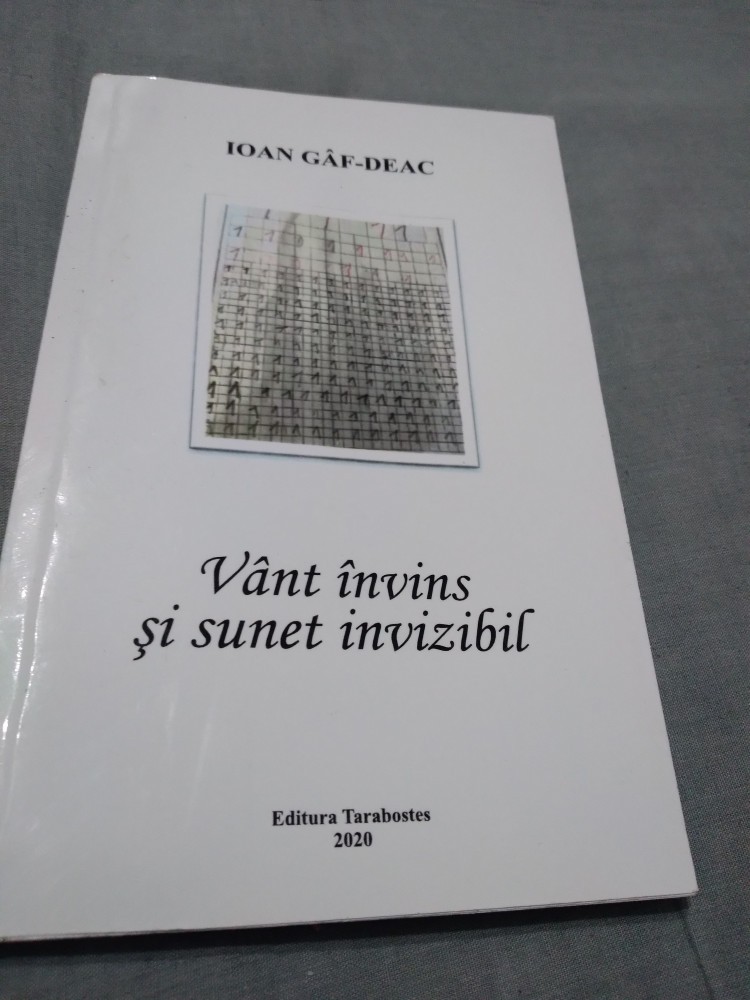 IOAN GÂF-DEAC
Vânt învins
şi sunet invizibil
Editura Tarabostes
2020